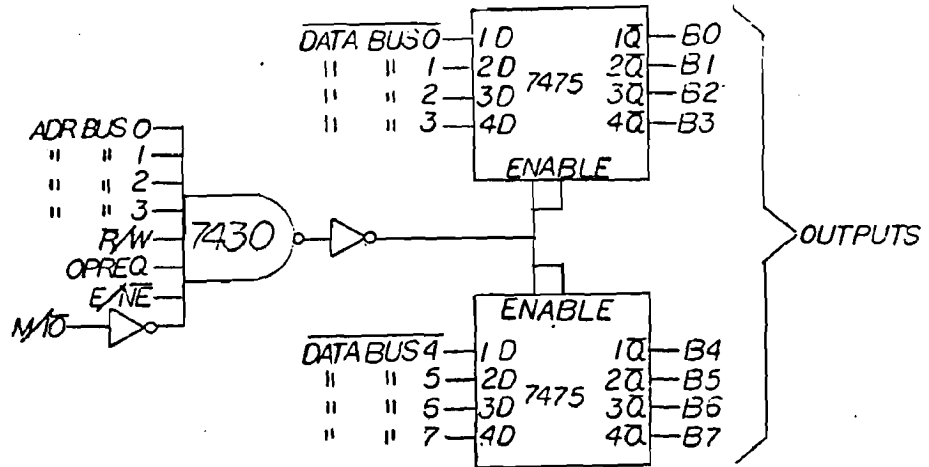 DATA BUS 0 1D 1Q̅ B0
" " 1 2D 2Q̅ B1
" " 2 3D 7475 3Q̅ B2
" " 3 4D 4Q̅ B3
ENABLE
ADR BUS 0
" " 1
" " 2
" " 3
R̅/W
OPREQ
E/N̅E̅
M/I̅O̅
7430
OUTPUTS
ENABLE
DATA BUS 4 1D 1Q̅ B4
" " 5 2D 2Q̅ B5
" " 6 3D 7475 3Q̅ B6
" " 7 4D 4Q̅ B7